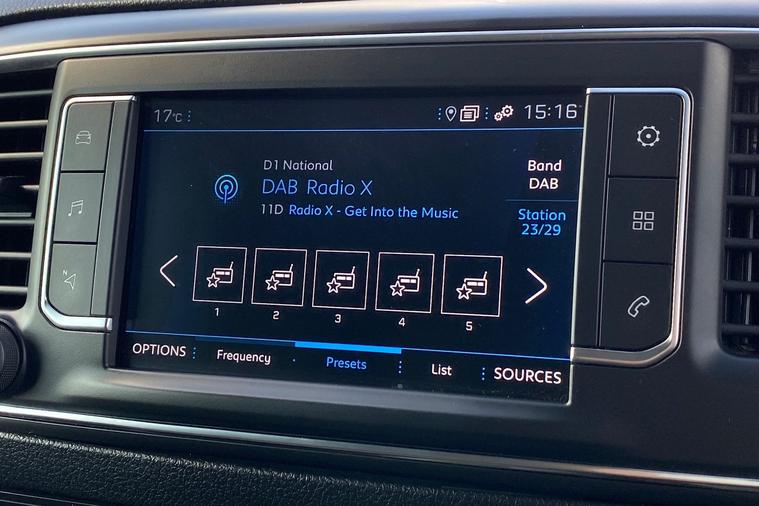 17°C
15:16
D1 National
DAB Radio X
11D Radio X - Get Into the Music
Band
DAB
Station
23/29
1 2 3 4 5
OPTIONS Frequency Presets List SOURCES
N